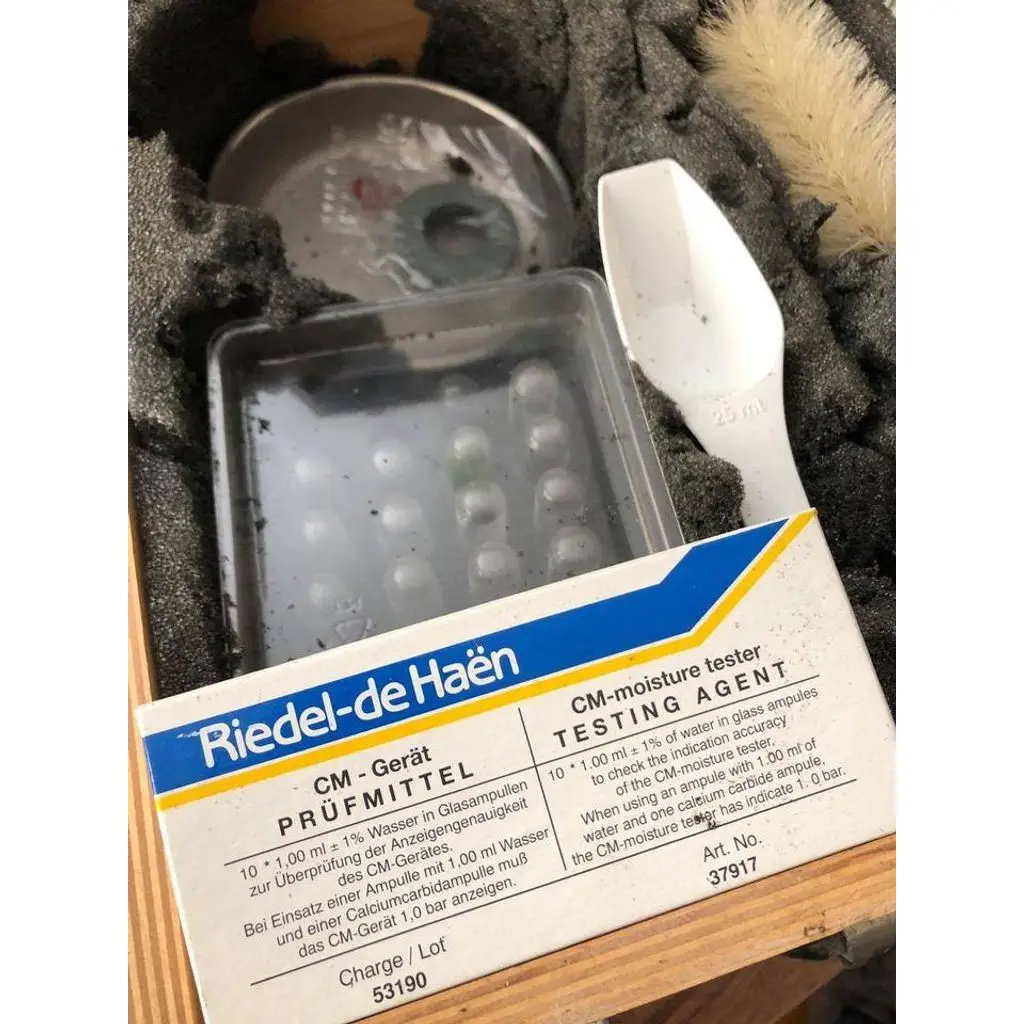 25 ml
Riedel-de Haën
CM - Gerät
PRÜFMITTEL
10 * 1,00 ml ± 1% Wasser in Glasampullen
zur Überprüfung der Anzeigengenauigkeit
des CM-Gerätes.
Bei Einsatz einer Ampulle mit 1,00 ml Wasser
und einer Calciumcarbidampulle muß
das CM-Gerät 1,0 bar anzeigen.
Charge / Lot
53190
CM-moisture tester
TESTING AGENT
10 * 1.00 ml ± 1% of water in glass ampules
to check the indication accuracy
of the CM-moisture tester,
When using an ampule with 1.00 ml of
water and one calcium carbide ampule,
the CM-moisture tester has indicate 1. 0 bar.
Art. No.
37917